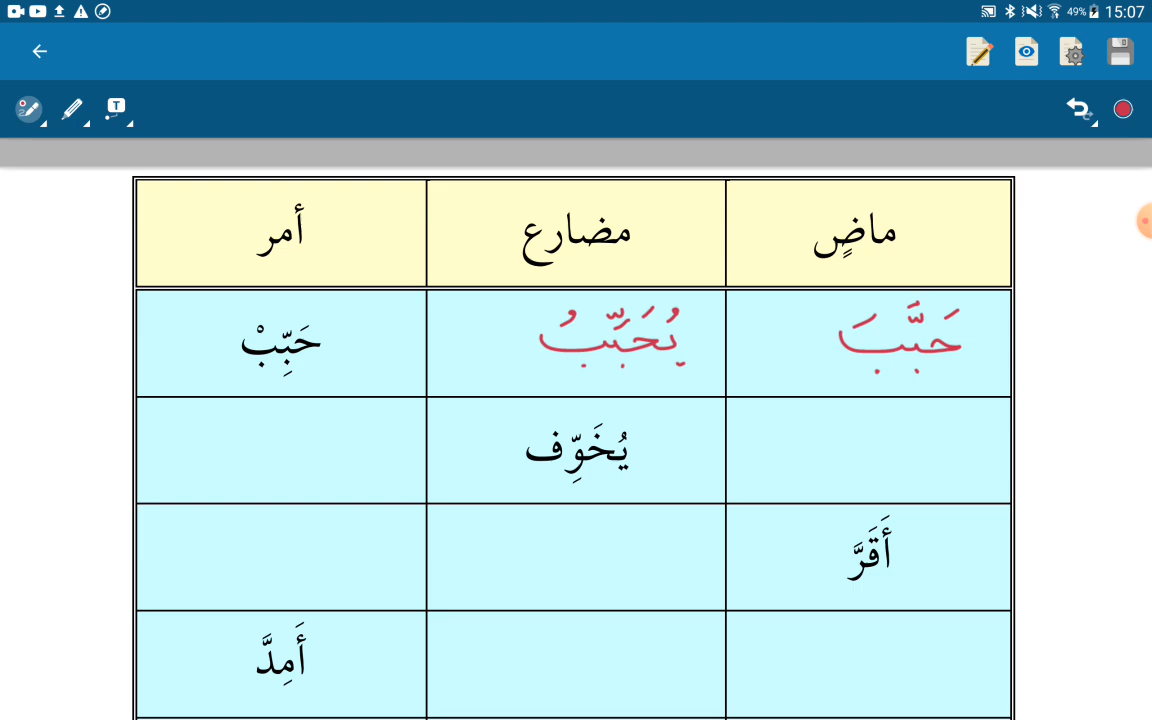 49% 15:07
T
ماضٍ مضارع أمر
حَبَّبَ يُحَبِّبُ حَبِّبْ
يُخَوِّف
أَقَرَّ
أَمِدَّ